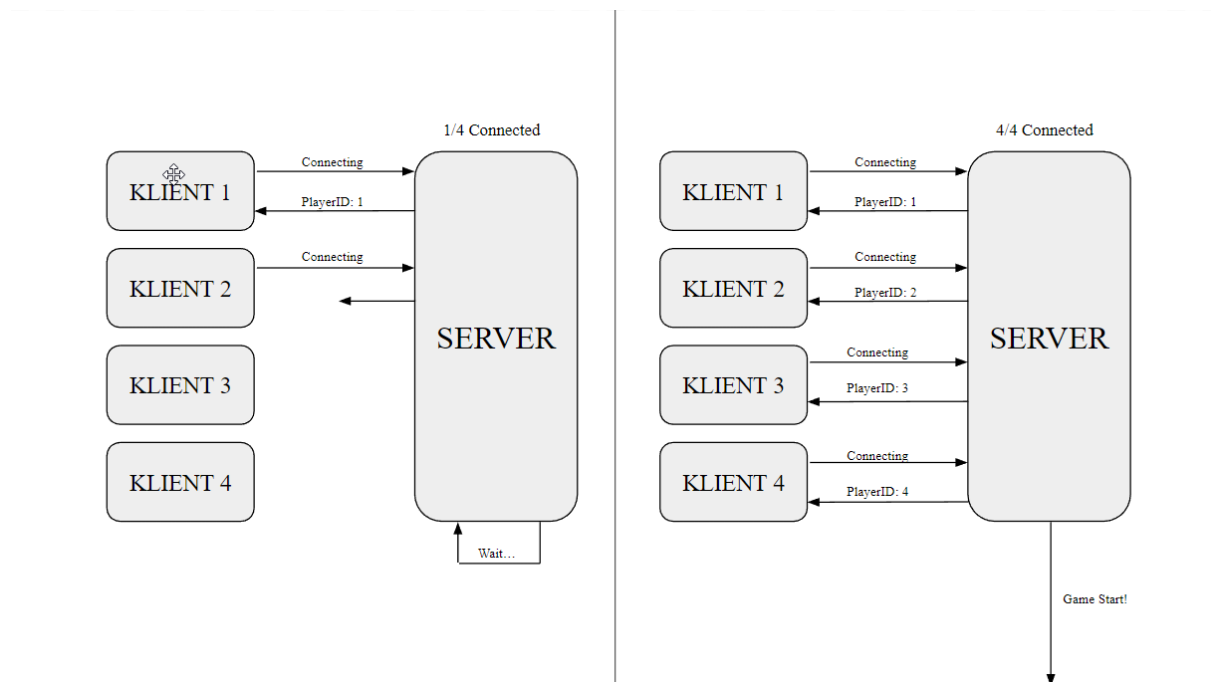 1/4 Connected
KLIENT 1
Connecting
PlayerID: 1
KLIENT 2
Connecting
KLIENT 3
KLIENT 4
SERVER
Wait...
4/4 Connected
KLIENT 1
Connecting
PlayerID: 1
KLIENT 2
Connecting
PlayerID: 2
KLIENT 3
Connecting
PlayerID: 3
KLIENT 4
Connecting
PlayerID: 4
SERVER
Game Start!